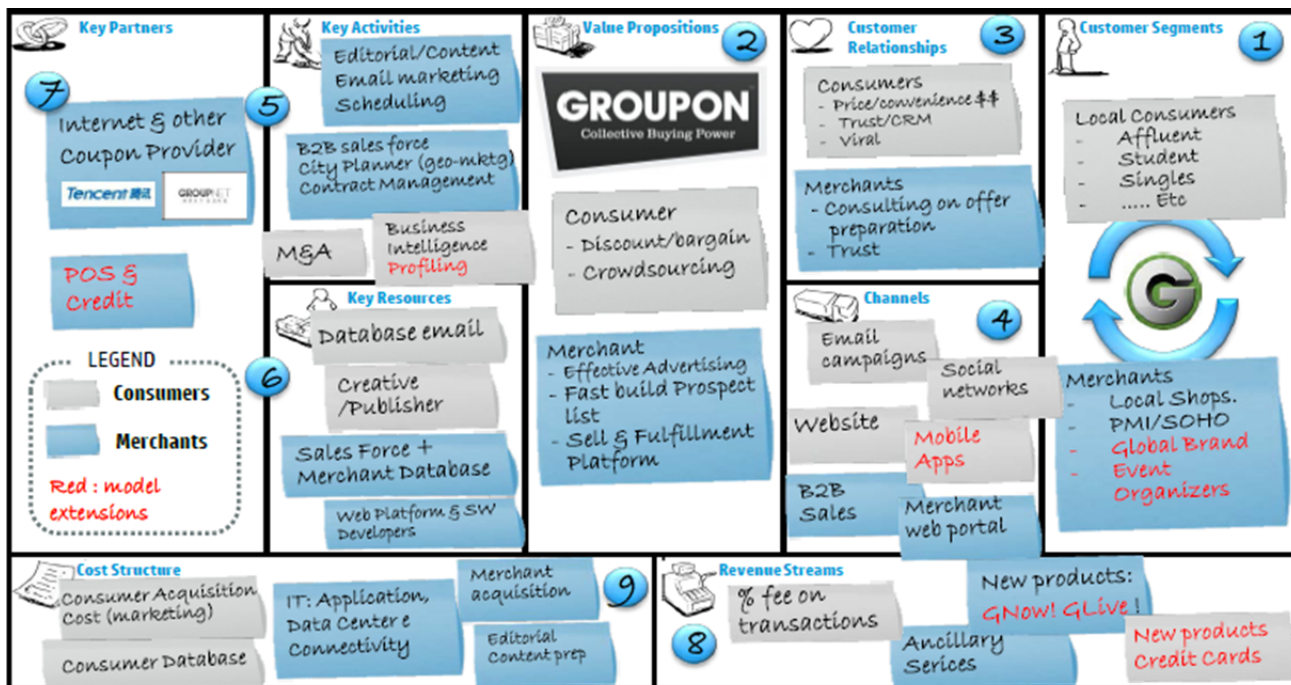 Key Partners
7
Internet & other
Coupon Provider
Tencent 腾讯
GROUPNET
POS &
Credit
LEGEND
Consumers
Merchants
Red : model
extensions
Key Activities
5
Editorial/Content
Email marketing
Scheduling
B2B sales force
City Planner (geo-mktg)
Contract Management
M&A
Business
Intelligence
Profiling
Key Resources
6
Database email
Creative
/Publisher
Sales Force +
Merchant Database
Web Platform & SW
Developers
Value Propositions
2
GROUPON
Collective Buying Power
Consumer
- Discount/bargain
- Crowdsourcing
Merchant
- Effective Advertising
- Fast build Prospect
list
- Sell & Fulfillment
Platform
Customer
Relationships
3
Consumers
- Price/convenience $$
- Trust/CRM
- Viral
Merchants
- Consulting on offer
preparation
- Trust
Channels
4
Email
campaigns
Social
networks
Website
Mobile
Apps
B2B
Sales
Merchant
web portal
Customer Segments
1
Local Consumers
- Affluent
- Student
- Singles
- ..... Etc
G
Merchants
- Local Shops.
- PMI/SOHO
- Global Brand
- Event
Organizers
Cost Structure
9
Consumer Acquisition
Cost (marketing)
Consumer Database
IT: Application,
Data Center e
Connectivity
Merchant
acquisition
Editorial
Content prep
Revenue Streams
8
% fee on
transactions
New products:
GNow! GLive !
Ancillary
Serices
New products
Credit Cards